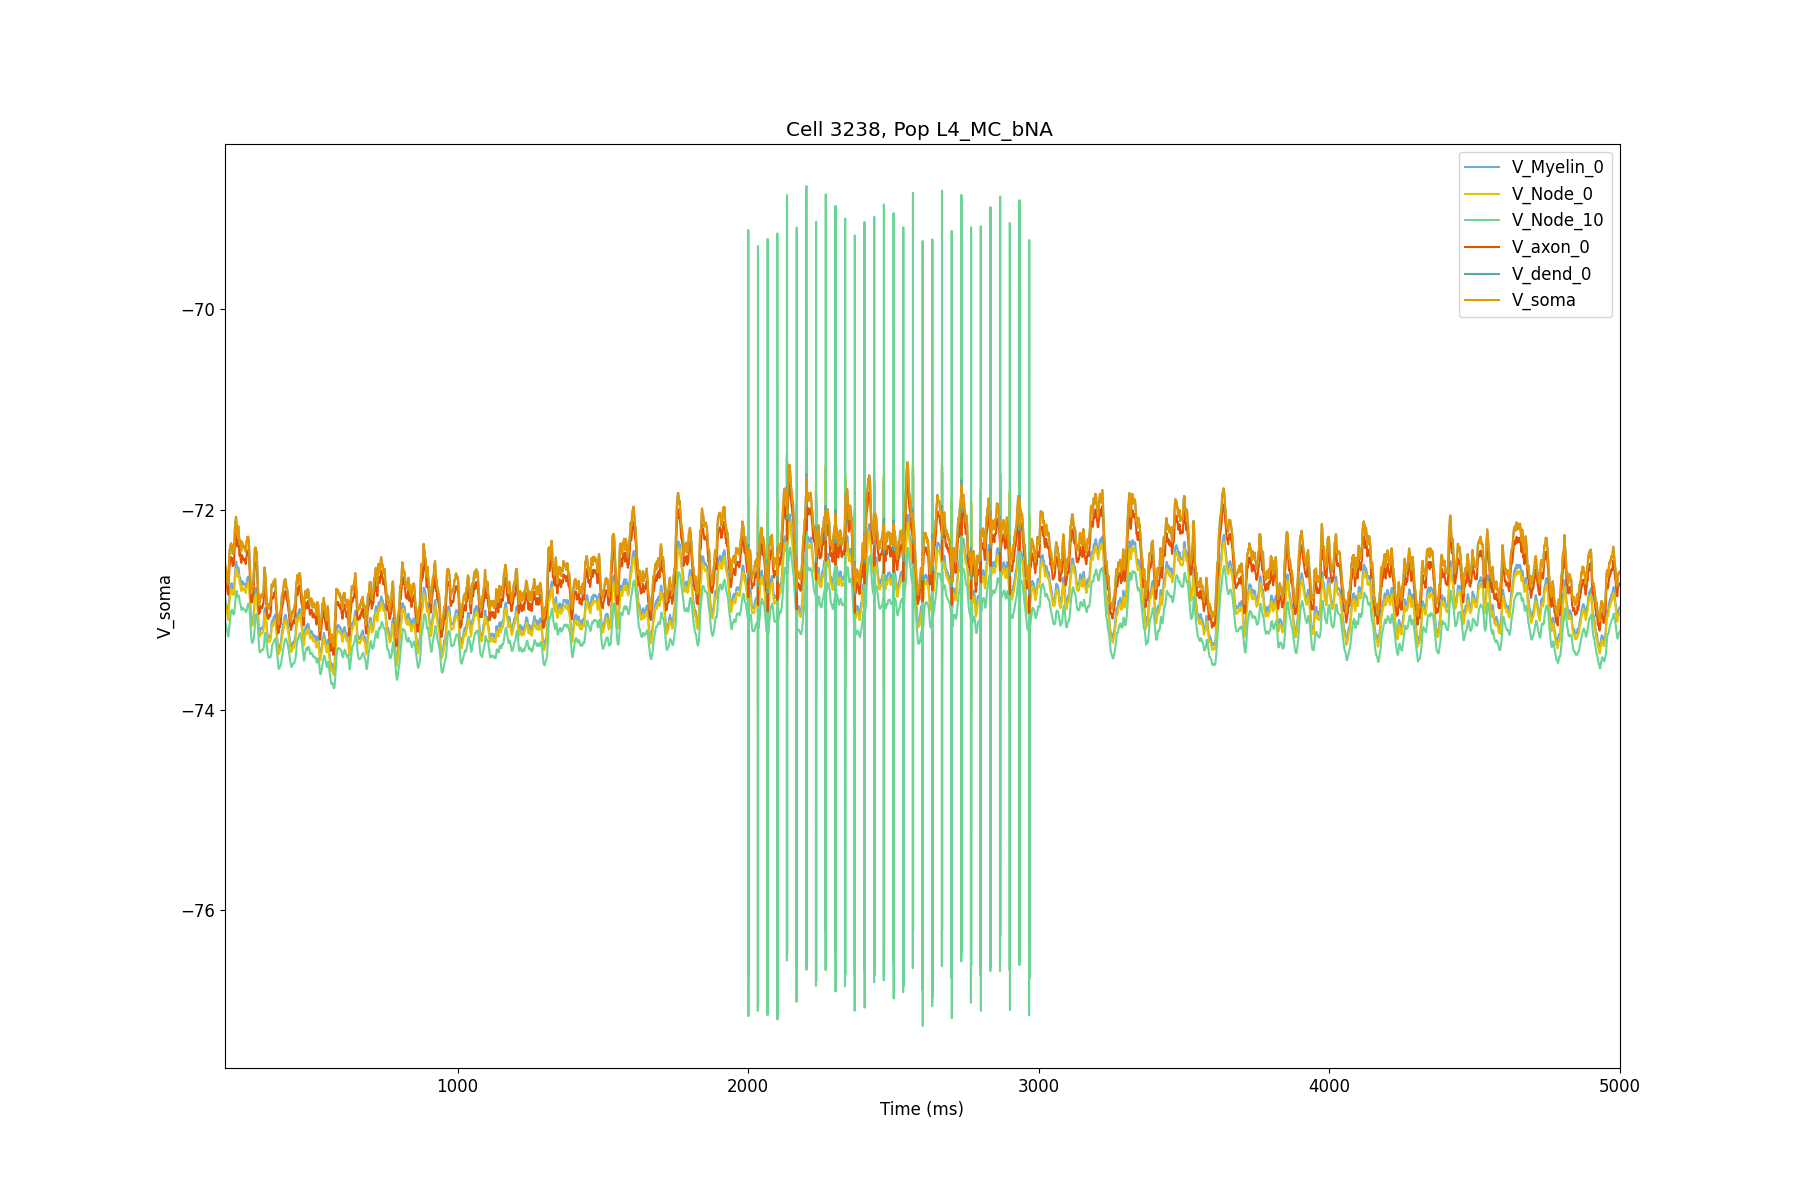 Cell 3238, Pop L4_MC_bNA
V_Myelin_0
V_Node_0
V_Node_10
V_axon_0
V_dend_0
V_soma
V_soma
−70
−72
−74
−76
1000
2000
3000
4000
5000
Time (ms)